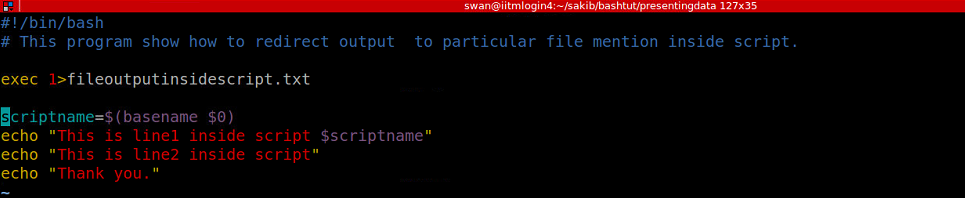 swan@iitmlogin4:~/sakib/bashtut/presentingdata 127x35
#!/bin/bash
# This program show how to redirect output  to particular file mention inside script.
exec 1>fileoutputinsidescript.txt
scriptname=$(basename $0)
echo "This is line1 inside script $scriptname"
echo "This is line2 inside script"
echo "Thank you."
~